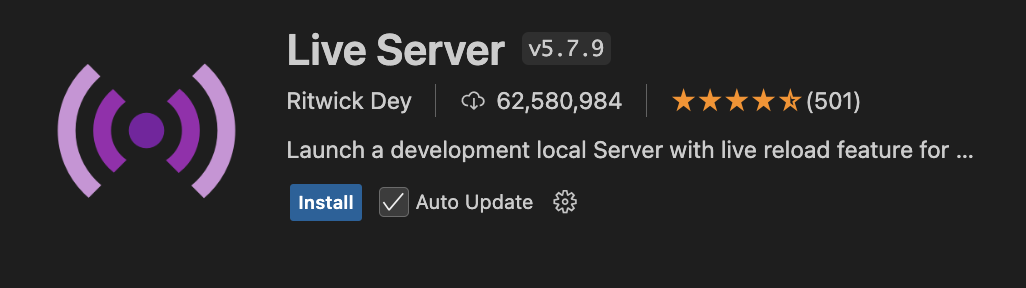 Live Server v5.7.9
Ritwick Dey 62,580,984 (501)
Launch a development local Server with live reload feature for ...
Install Auto Update